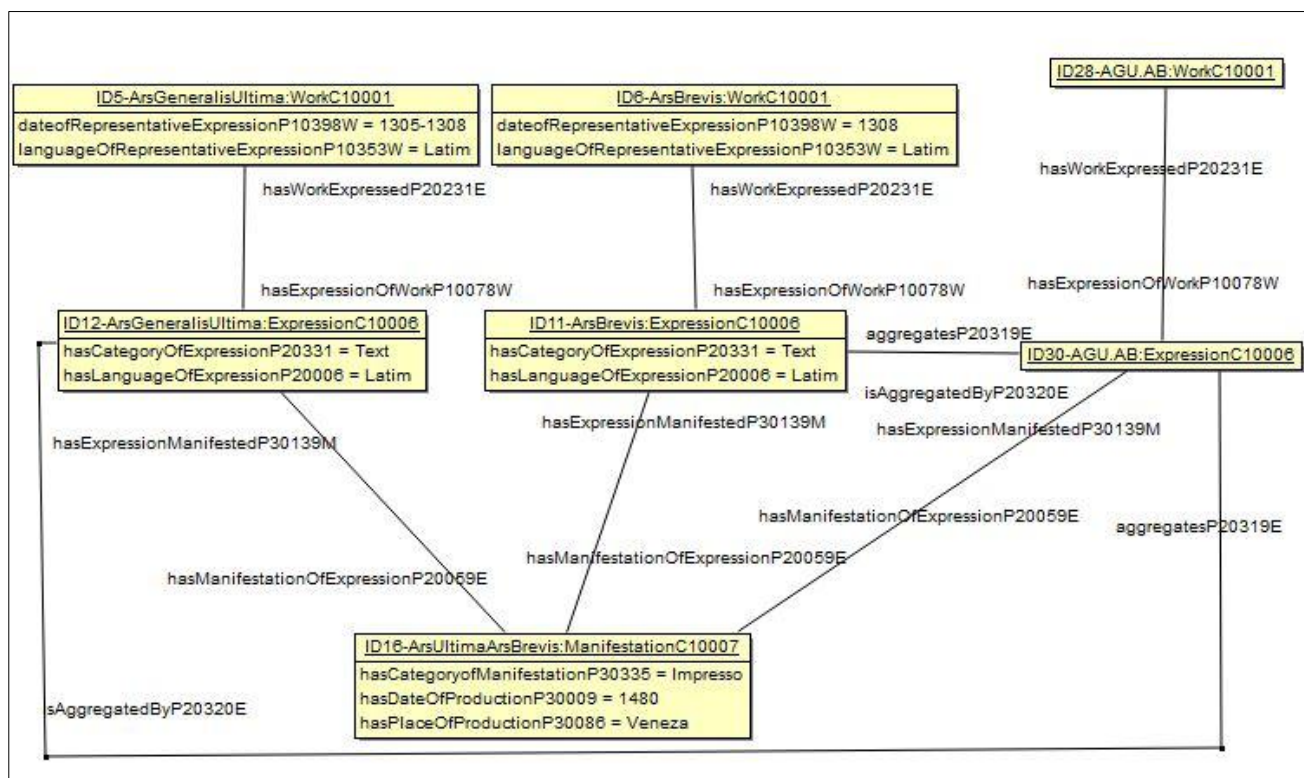 ID28-AGU.AB:WorkC10001
ID5-ArsGeneralisUltima:WorkC10001
dateofRepresentativeExpressionP10398W = 1305-1308
languageOfRepresentativeExpressionP10353W = Latim
ID6-ArsBrevis:WorkC10001
dateofRepresentativeExpressionP10398W = 1308
languageOfRepresentativeExpressionP10353W = Latim
hasWorkExpressedP20231E
hasWorkExpressedP20231E
hasWorkExpressedP20231E
hasExpressionOfWorkP10078W
hasExpressionOfWorkP10078W
hasExpressionOfWorkP10078W
ID12-ArsGeneralisUltima:ExpressionC10006
hasCategoryOfExpressionP20331 = Text
hasLanguageOfExpressionP20006 = Latim
ID11-ArsBrevis:ExpressionC10006
hasCategoryOfExpressionP20331 = Text
hasLanguageOfExpressionP20006 = Latim
aggregatesP20319E
ID30-AGU.AB:ExpressionC10006
isAggregatedByP20320E
hasExpressionManifestedP30139M
hasExpressionManifestedP30139M
hasExpressionManifestedP30139M
hasManifestationOfExpressionP20059E
aggregatesP20319E
hasManifestationOfExpressionP20059E
hasManifestationOfExpressionP20059E
ID16-ArsUltimaArsBrevis:ManifestationC10007
hasCategoryofManifestationP30335 = Impresso
hasDateOfProductionP30009 = 1480
hasPlaceOfProductionP30086 = Veneza
sAggregatedByP20320E